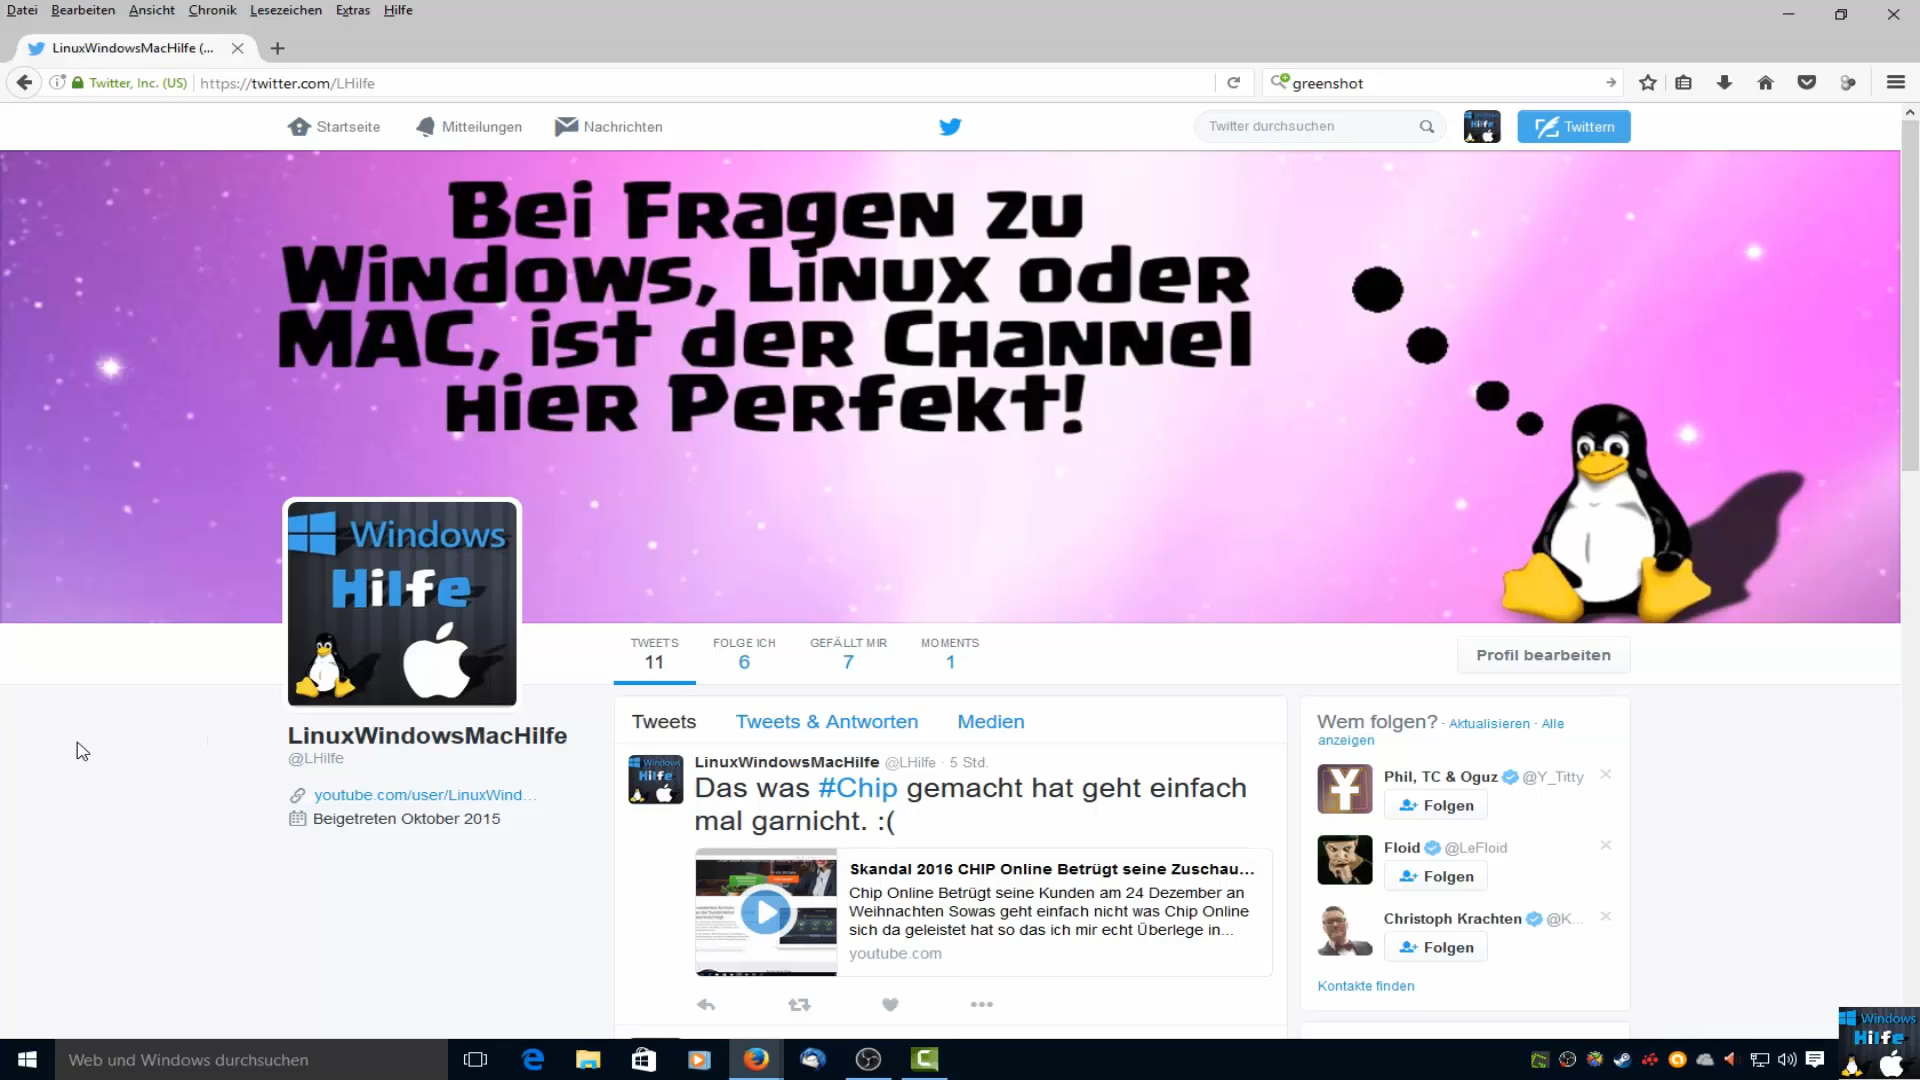 Datei Bearbeiten Ansicht Chronik Lesezeichen Extras Hilfe
LinuxWindowsMacHilfe (...
Twitter, Inc. (US) https://twitter.com/LHilfe
greenshot
Startseite Mitteilungen Nachrichten
Twitter durchsuchen
Twittern
Bei Fragen zu
Windows, Linux oder
MAC, ist der Channel
hier Perfekt!
Windows
Hilfe
TWEETS FOLGE ICH GEFÄLLT MIR MOMENTS
11 6 7 1
Profil bearbeiten
LinuxWindowsMacHilfe
@LHilfe
youtube.com/user/LinuxWind...
Beigetreten Oktober 2015
Tweets Tweets & Antworten Medien
Windows
Hilfe
LinuxWindowsMacHilfe @LHilfe · 5 Std.
Das was #Chip gemacht hat geht einfach
mal garnicht. :(
Skandal 2016 CHIP Online Betrügt seine Zuschau...
Chip Online Betrügt seine Kunden am 24 Dezember an
Weihnachten Sowas geht einfach nicht was Chip Online
sich da geleistet hat so das ich mir echt Überlege in...
youtube.com
Wem folgen? · Aktualisieren · Alle
anzeigen
Phil, TC & Oguz @Y_Titty
Folgen
Floid @LeFloid
Folgen
Christoph Krachten @K...
Folgen
Kontakte finden
Web und Windows durchsuchen
Windows
Hilfe